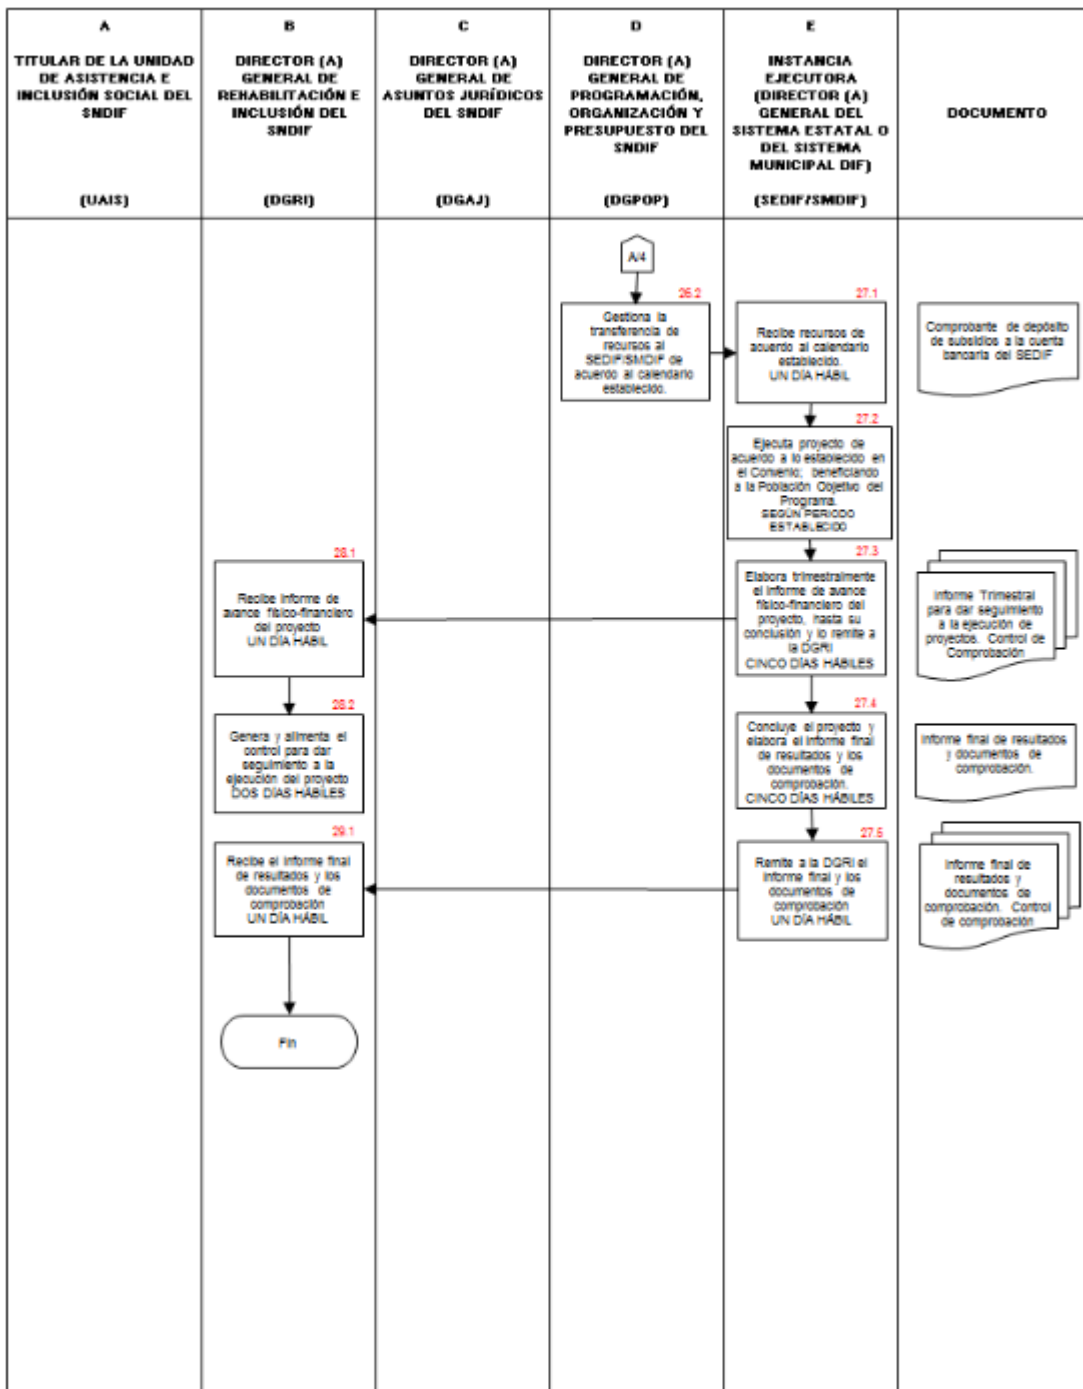 A
TITULAR DE LA UNIDAD
DE ASISTENCIA E
INCLUSIÓN SOCIAL DEL
SNDIF
(UAIS)
B
DIRECTOR (A)
GENERAL DE
REHABILITACIÓN E
INCLUSIÓN DEL
SNDIF
(DGRI)
C
DIRECTOR (A)
GENERAL DE
ASUNTOS JURÍDICOS
DEL SNDIF
(DGAJ)
D
DIRECTOR (A)
GENERAL DE
PROGRAMACIÓN,
ORGANIZACIÓN Y
PRESUPUESTO DEL
SNDIF
(DGPOP)
E
INSTANCIA
EJECUTORA
(DIRECTOR (A)
GENERAL DEL
SISTEMA ESTATAL O
DEL SISTEMA
MUNICIPAL DIF)
(SEDIF/SMDIF)
DOCUMENTO
A/4
26.2
Gestiona la
transferencia de
recursos al
SEDIF/SMDIF de
acuerdo al calendario
establecido.
27.1
Recibe recursos de
acuerdo al calendario
establecido.
UN DÍA HÁBIL
Comprobante de depósito
de subsidios a la cuenta
bancaria del SEDIF
27.2
Ejecuta proyecto de
acuerdo a lo establecido en
el Convenio; beneficiando
a la Población Objetivo del
Programa.
SEGÚN PERIODO
ESTABLECIDO
27.3
Elabora trimestralmente
el informe de avance
físico-financiero del
proyecto, hasta su
conclusión y lo remite a
la DGRI
CINCO DÍAS HÁBILES
Informe Trimestral
para dar seguimiento
a la ejecución de
proyectos. Control de
Comprobación
28.1
Recibe informe de
avance físico-financiero
del proyecto
UN DÍA HÁBIL
28.2
Genera y alimenta el
control para dar
seguimiento a la
ejecución del proyecto
DOS DÍAS HÁBILES
27.4
Concluye el proyecto y
elabora el informe final
de resultados y los
documentos de
comprobación.
CINCO DÍAS HÁBILES
Informe final de resultados
y documentos de
comprobación.
27.5
Remite a la DGRI el
informe final y los
documentos de
comprobación
UN DÍA HÁBIL
Informe final de
resultados y
documentos de
comprobación. Control
de comprobación
29.1
Recibe el informe final
de resultados y los
documentos de
comprobación
UN DÍA HÁBIL
Fin